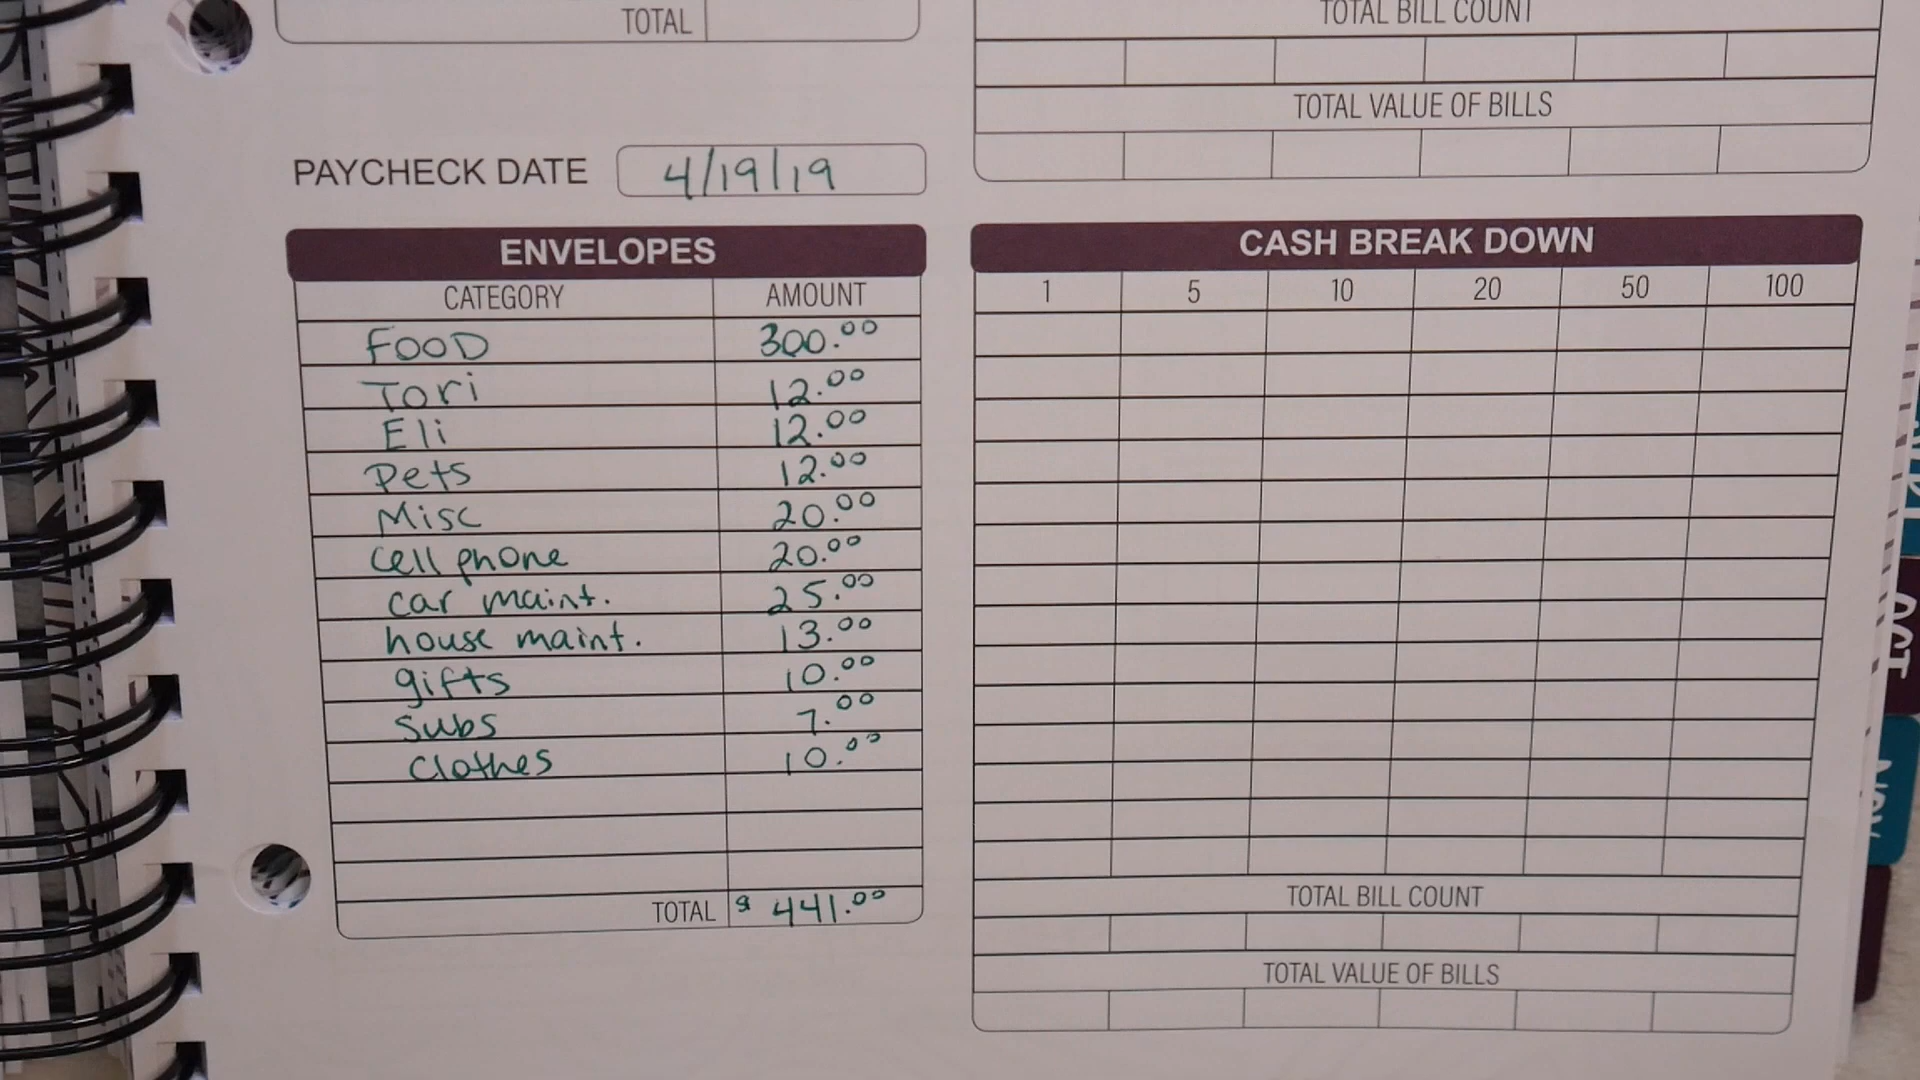 TOTAL
TOTAL BILL COUNT
TOTAL VALUE OF BILLS
PAYCHECK DATE 4/19/19
ENVELOPES
CATEGORY AMOUNT
FOOD 300.00
Tori 12.00
Eli 12.00
Pets 12.00
Misc 20.00
cell phone 20.00
car maint. 25.00
house maint. 13.00
gifts 10.00
subs 7.00
clothes 10.00
TOTAL $ 441.00
CASH BREAK DOWN
1 5 10 20 50 100
TOTAL BILL COUNT
TOTAL VALUE OF BILLS
OCT
NOV